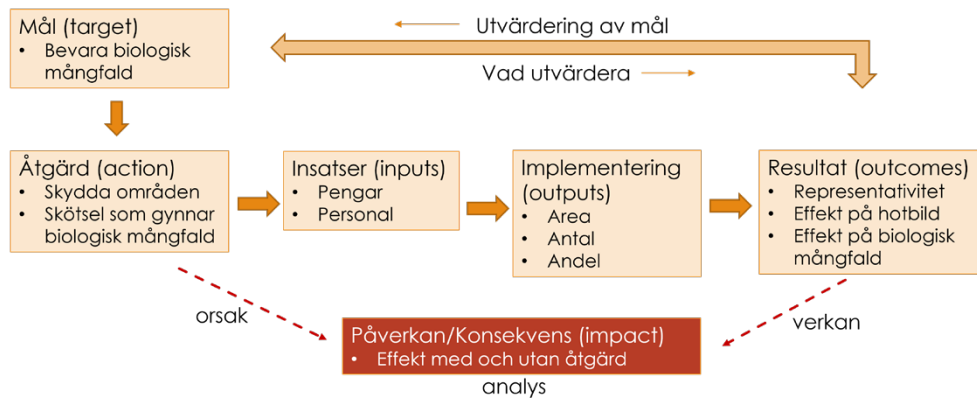 Mål (target)
• Bevara biologisk
mångfald
Utvärdering av mål
Vad utvärdera
Åtgärd (action)
• Skydda områden
• Skötsel som gynnar
biologisk mångfald
Insatser (inputs)
• Pengar
• Personal
Implementering
(outputs)
• Area
• Antal
• Andel
Resultat (outcomes)
• Representativitet
• Effekt på hotbild
• Effekt på biologisk
mångfald
orsak
verkan
Påverkan/Konsekvens (impact)
• Effekt med och utan åtgärd
analys